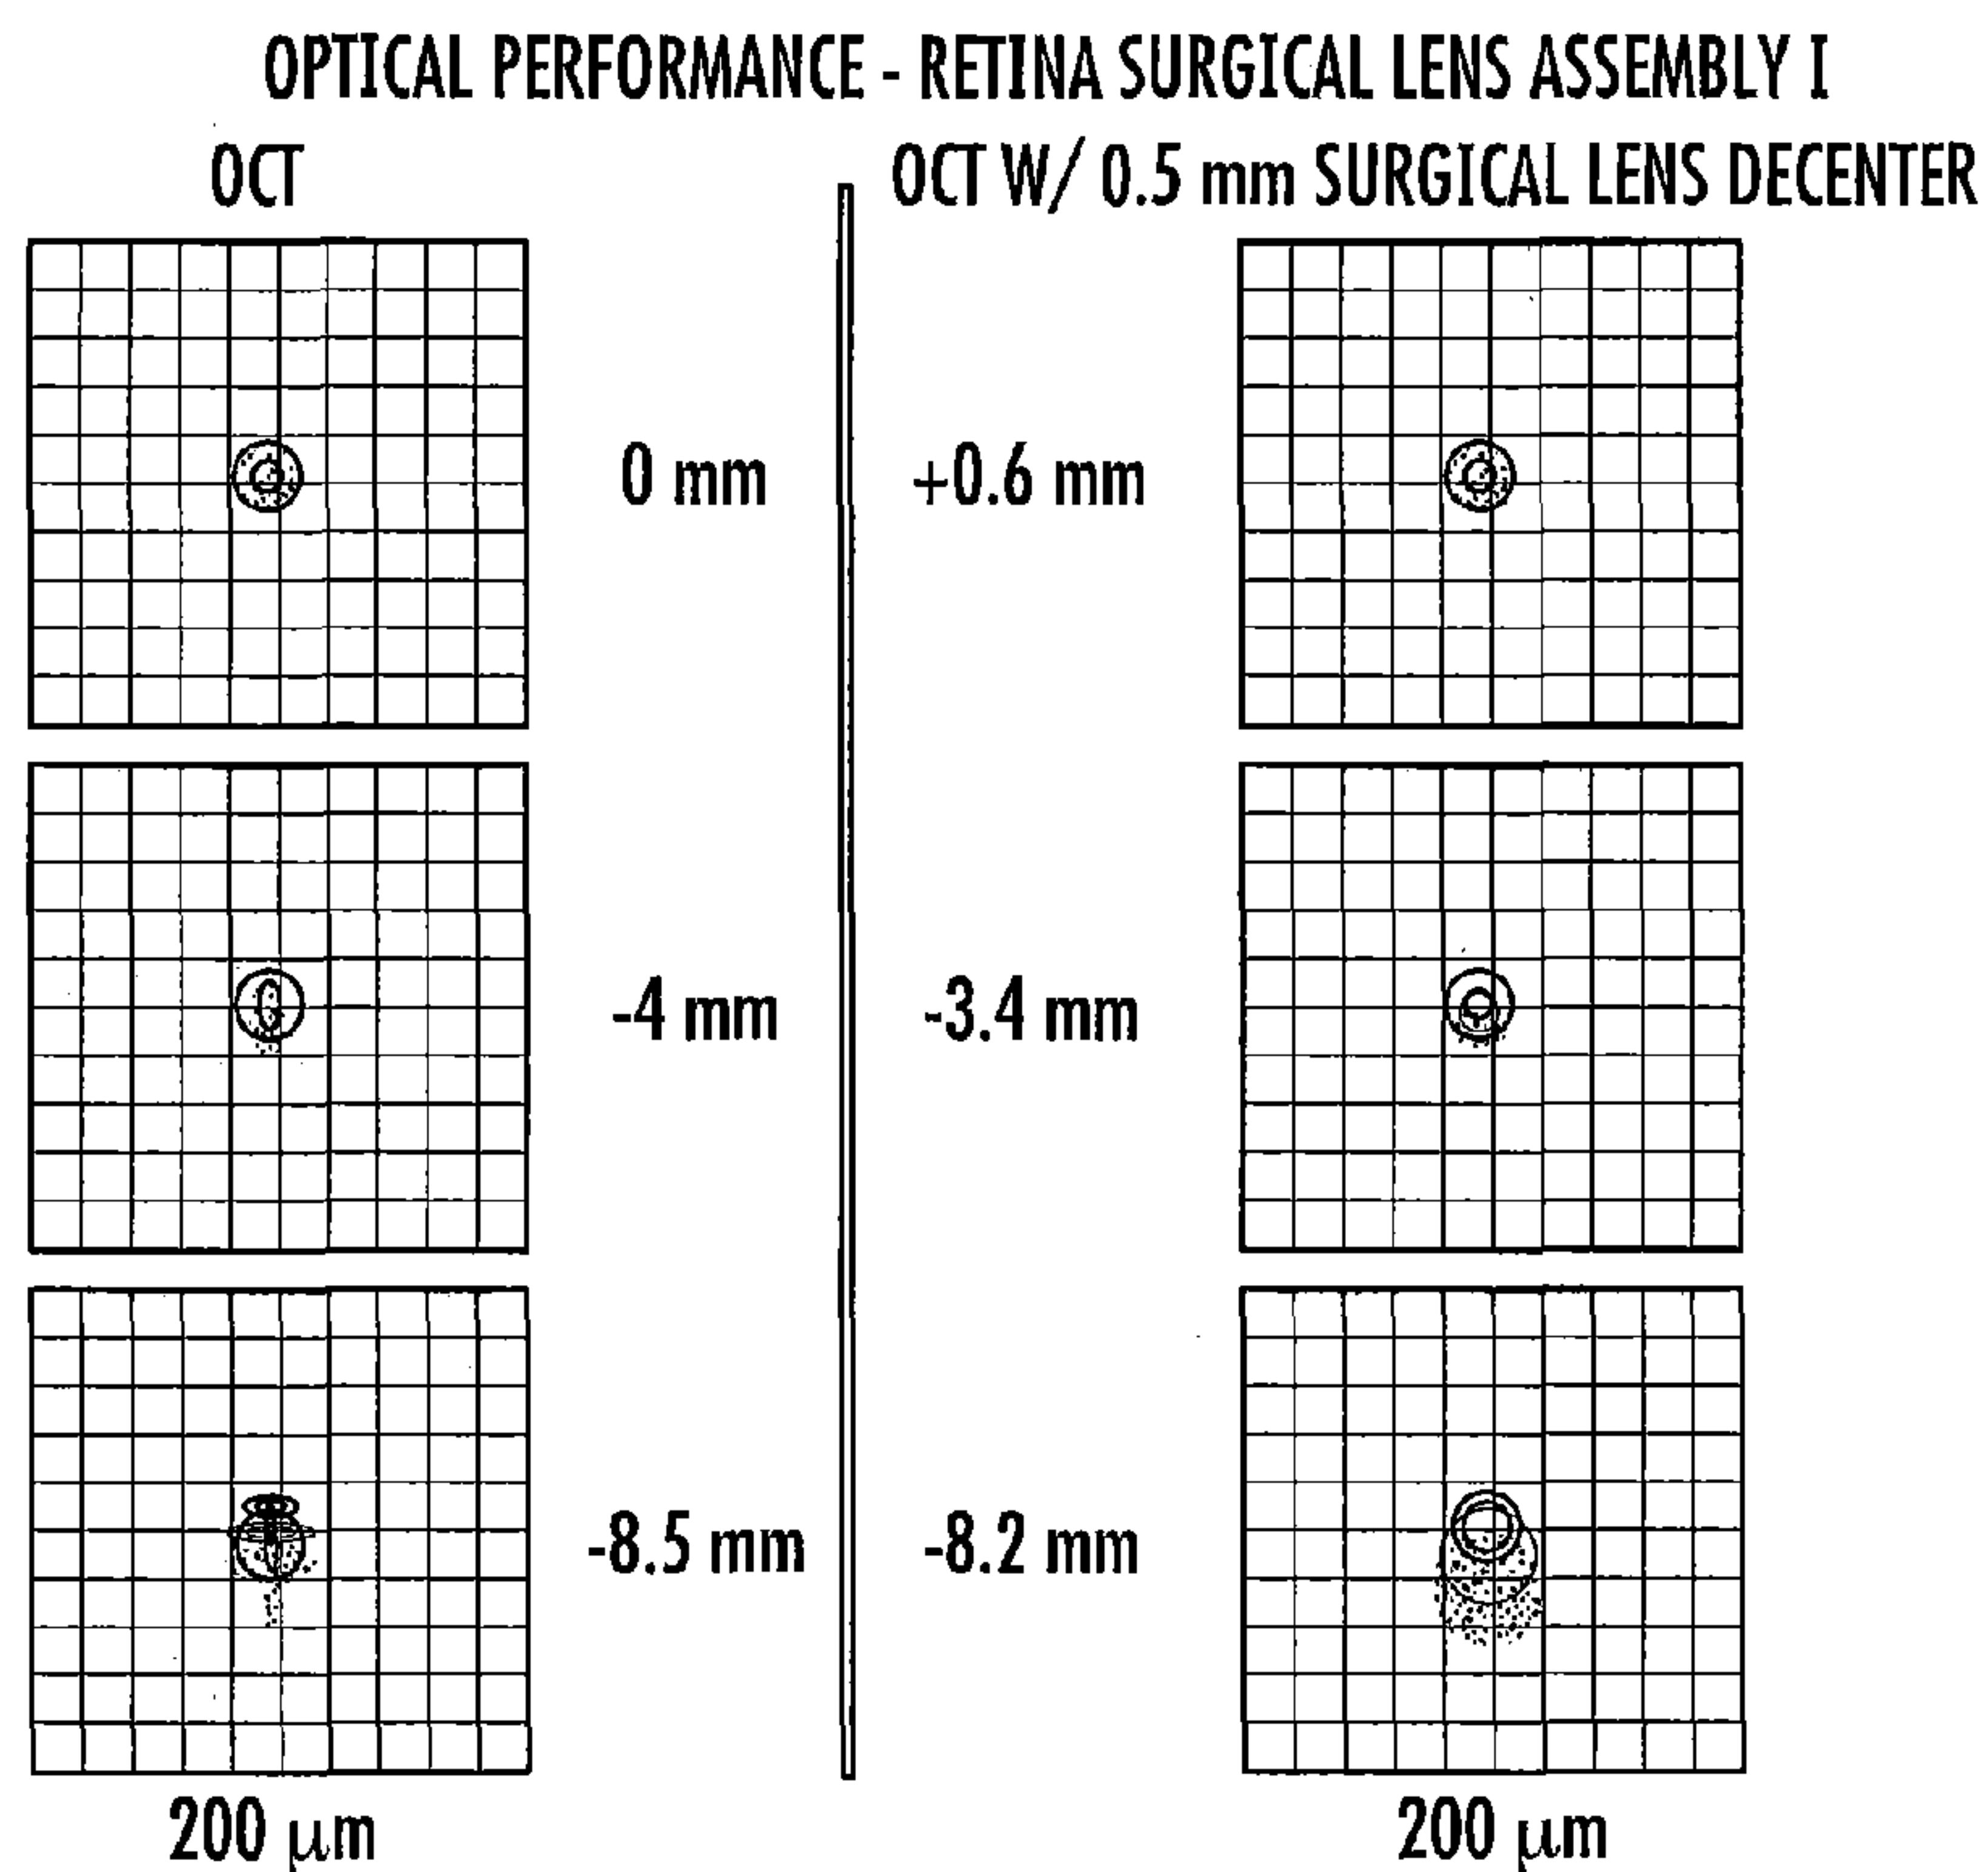 OPTICAL PERFORMANCE - RETINA SURGICAL LENS ASSEMBLY I
OCT
OCT W/ 0.5 mm SURGICAL LENS DECENTER
0 mm
+0.6 mm
-4 mm
-3.4 mm
-8.5 mm
-8.2 mm
200 µm
200 µm